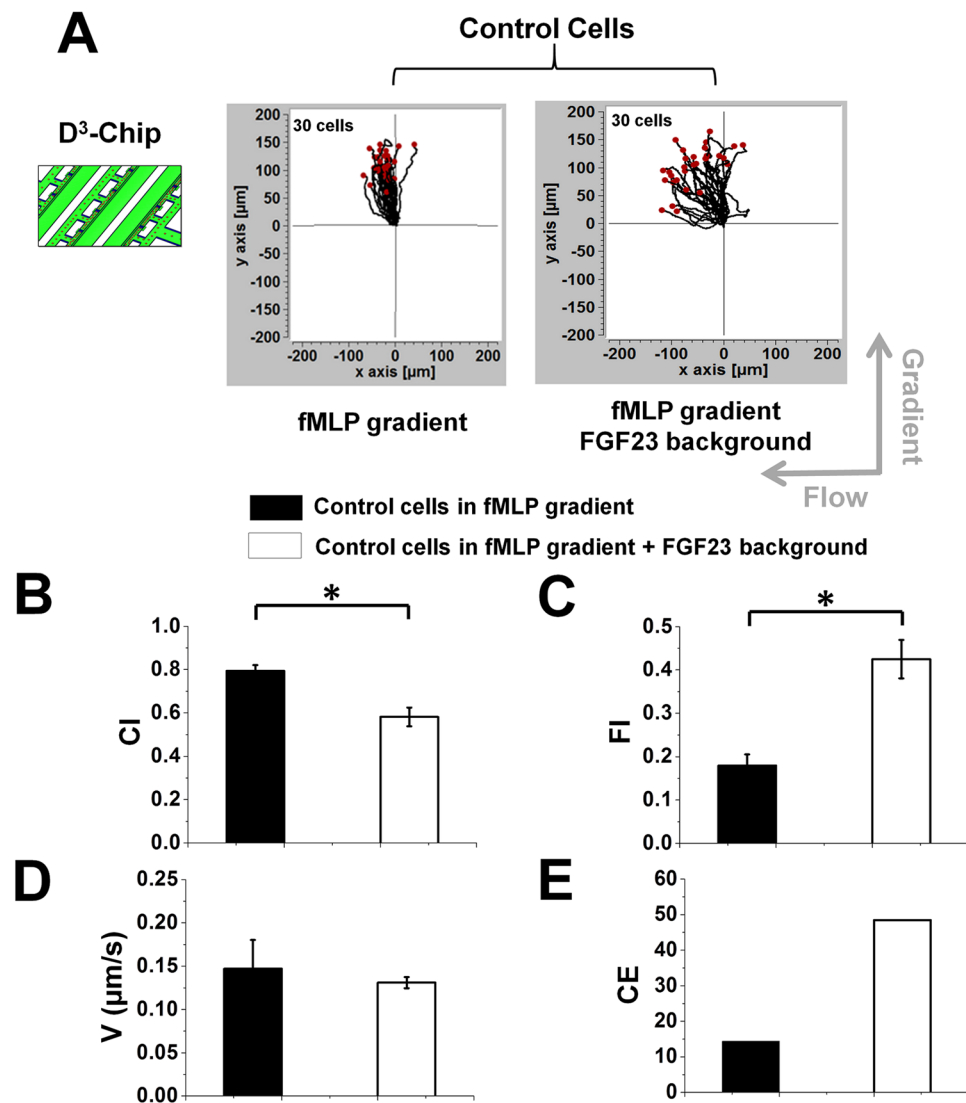 A
Control Cells
D³-Chip
30 cells
200
150
100
50
0
-50
-100
-150
-200
y axis [µm]
-200 -100 0 100 200
x axis [µm]
30 cells
200
150
100
50
0
-50
-100
-150
-200
y axis [µm]
-200 -100 0 100 200
x axis [µm]
fMLP gradient
fMLP gradient
FGF23 background
Gradient
Flow
Control cells in fMLP gradient
Control cells in fMLP gradient + FGF23 background
B
*
1.0
0.8
0.6
0.4
0.2
0.0
CI
C
*
0.5
0.4
0.3
0.2
0.1
0.0
FI
D
0.25
0.20
0.15
0.10
0.05
0.00
V (µm/s)
E
60
50
40
30
20
10
0
CE